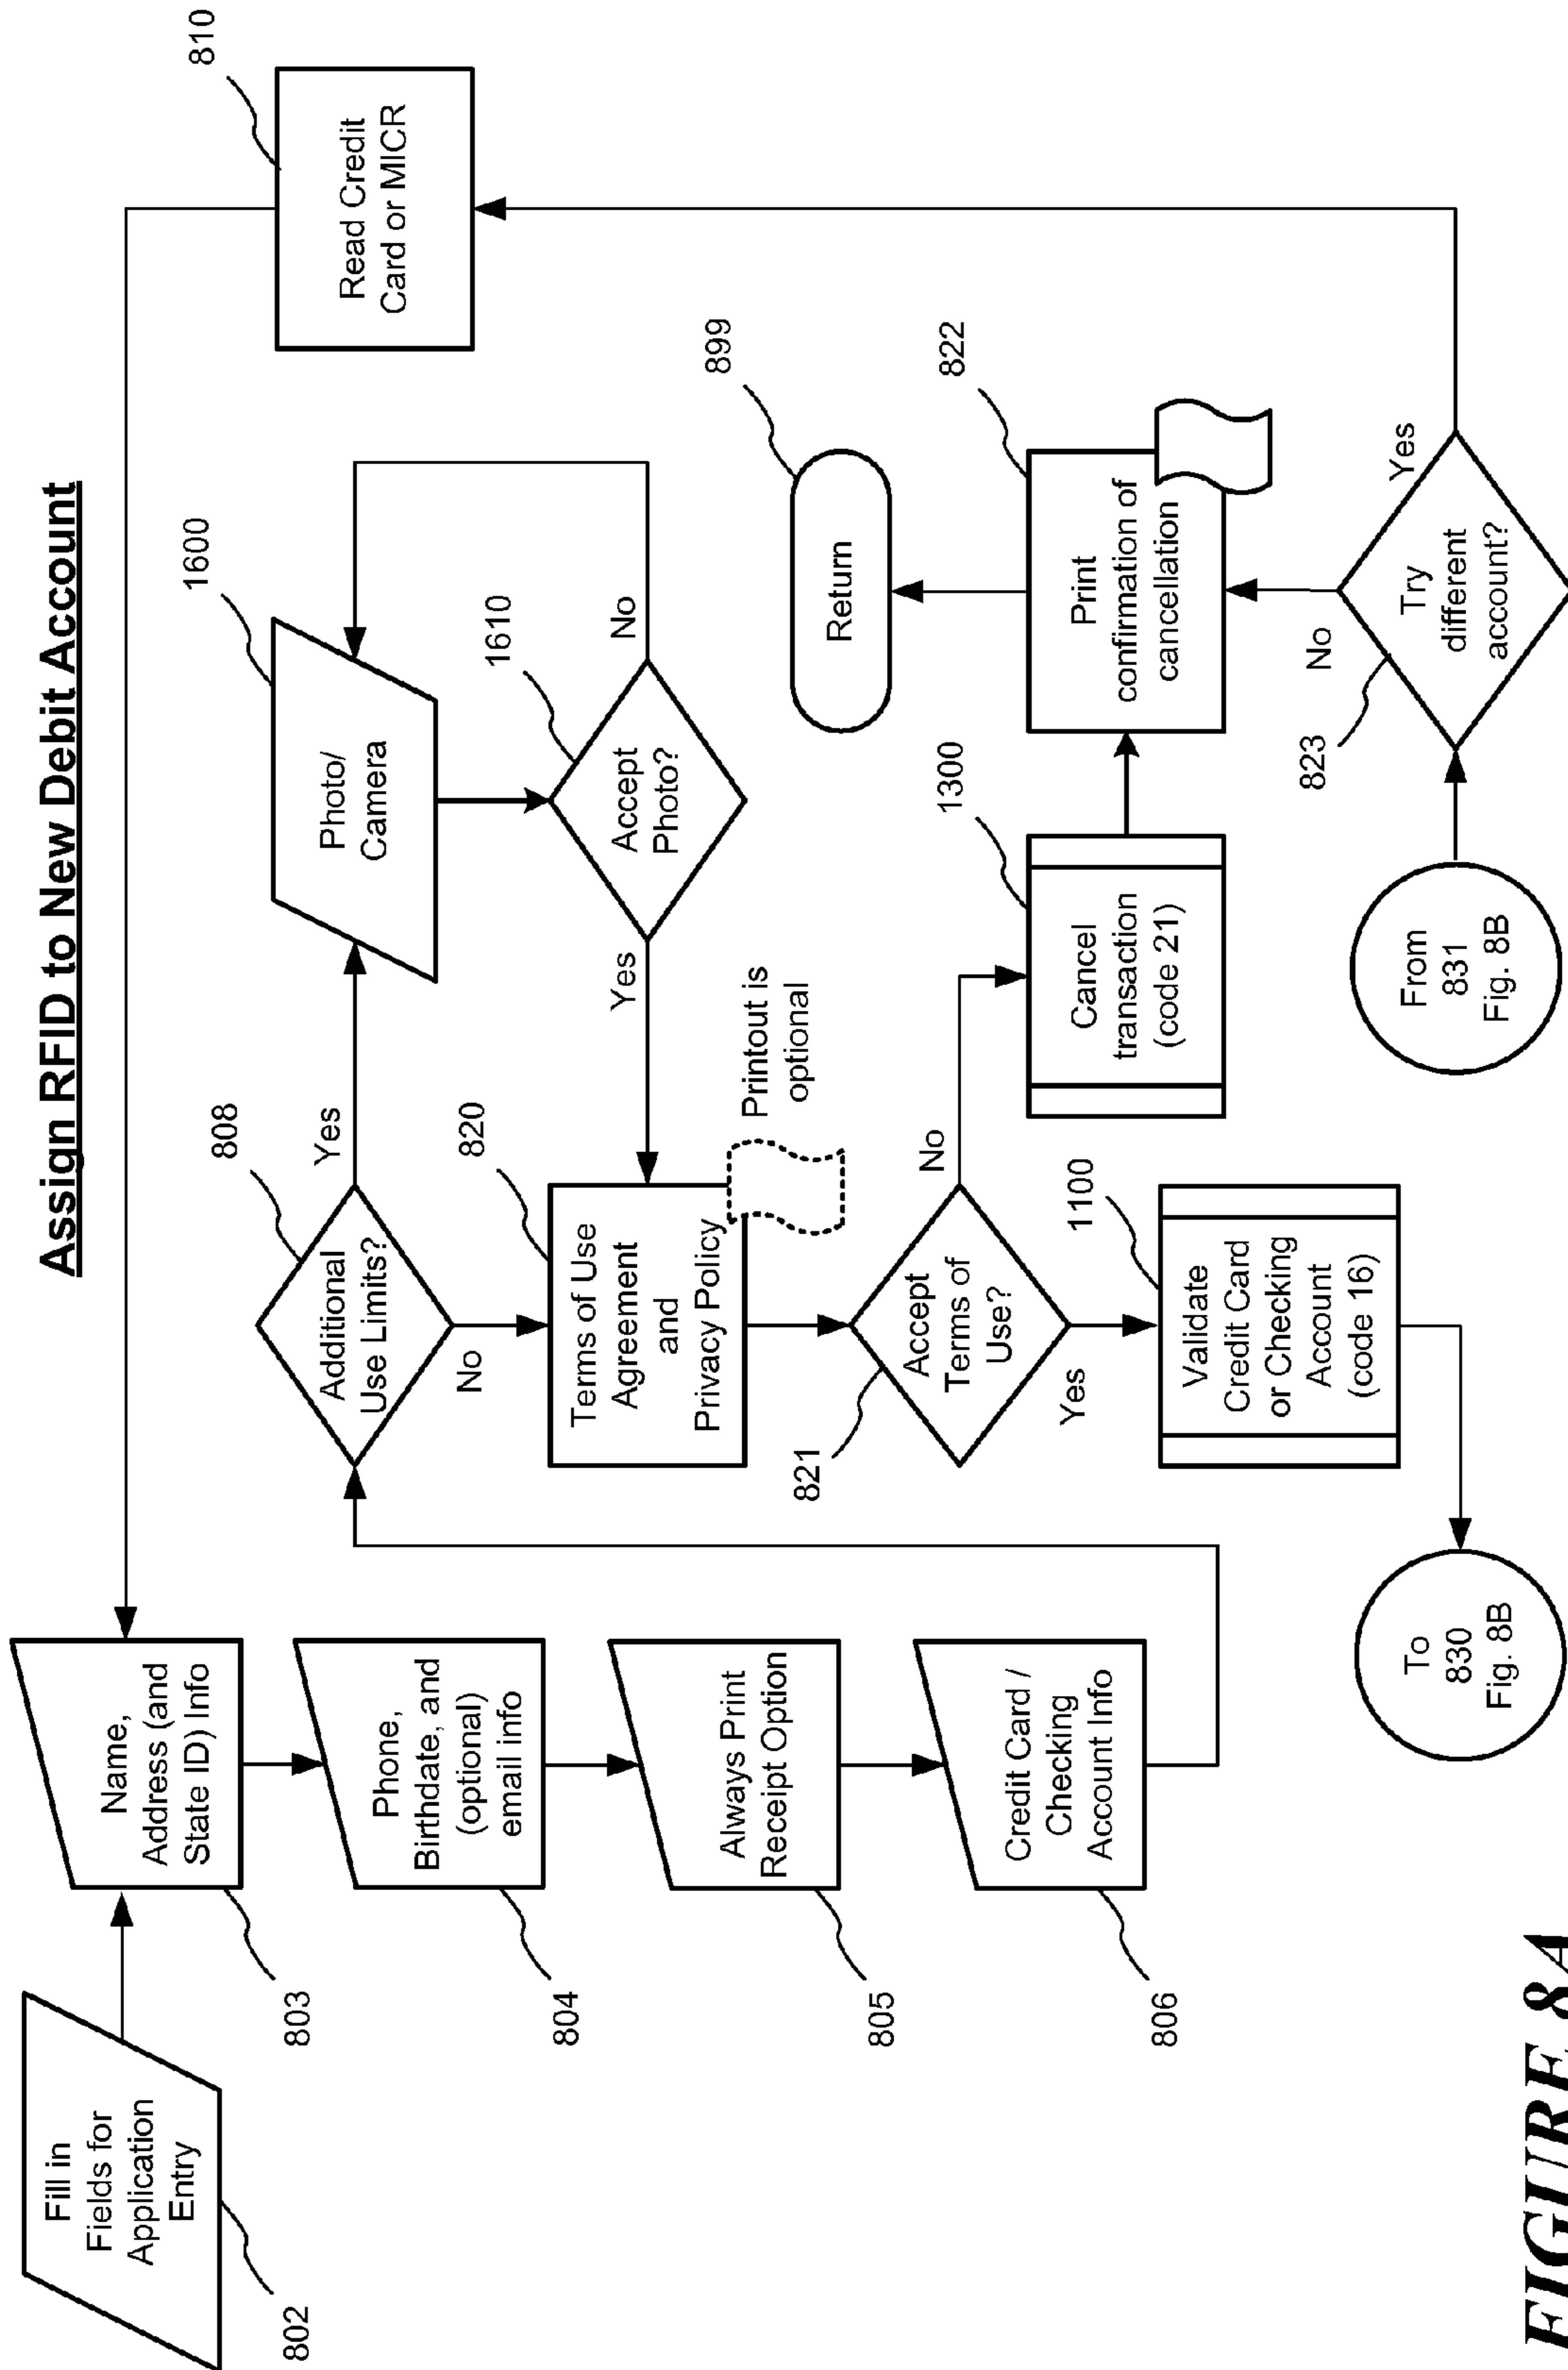 Assign RFID to New Debit Account
Fill in
Fields for
Application
Entry
802
Name,
Address (and
State ID) Info
803
Phone,
Birthdate, and
(optional)
email info
804
Always Print
Receipt Option
805
Credit Card /
Checking
Account Info
806
Additional
Use Limits?
808
Yes
No
Photo/
Camera
1600
Accept
Photo?
1610
No
Yes
Terms of Use
Agreement
and
Privacy Policy
820
Printout is
optional
Accept
Terms of
Use?
821
No
Yes
Validate
Credit Card
or Checking
Account
(code 16)
1100
To
830
Fig. 8B
Cancel
transaction
(code 21)
1300
Print
confirmation of
cancellation
822
Return
899
From
831
Fig. 8B
Try
different
account?
823
No
Yes
Read Credit
Card or MICR
810
FIGURE 8A